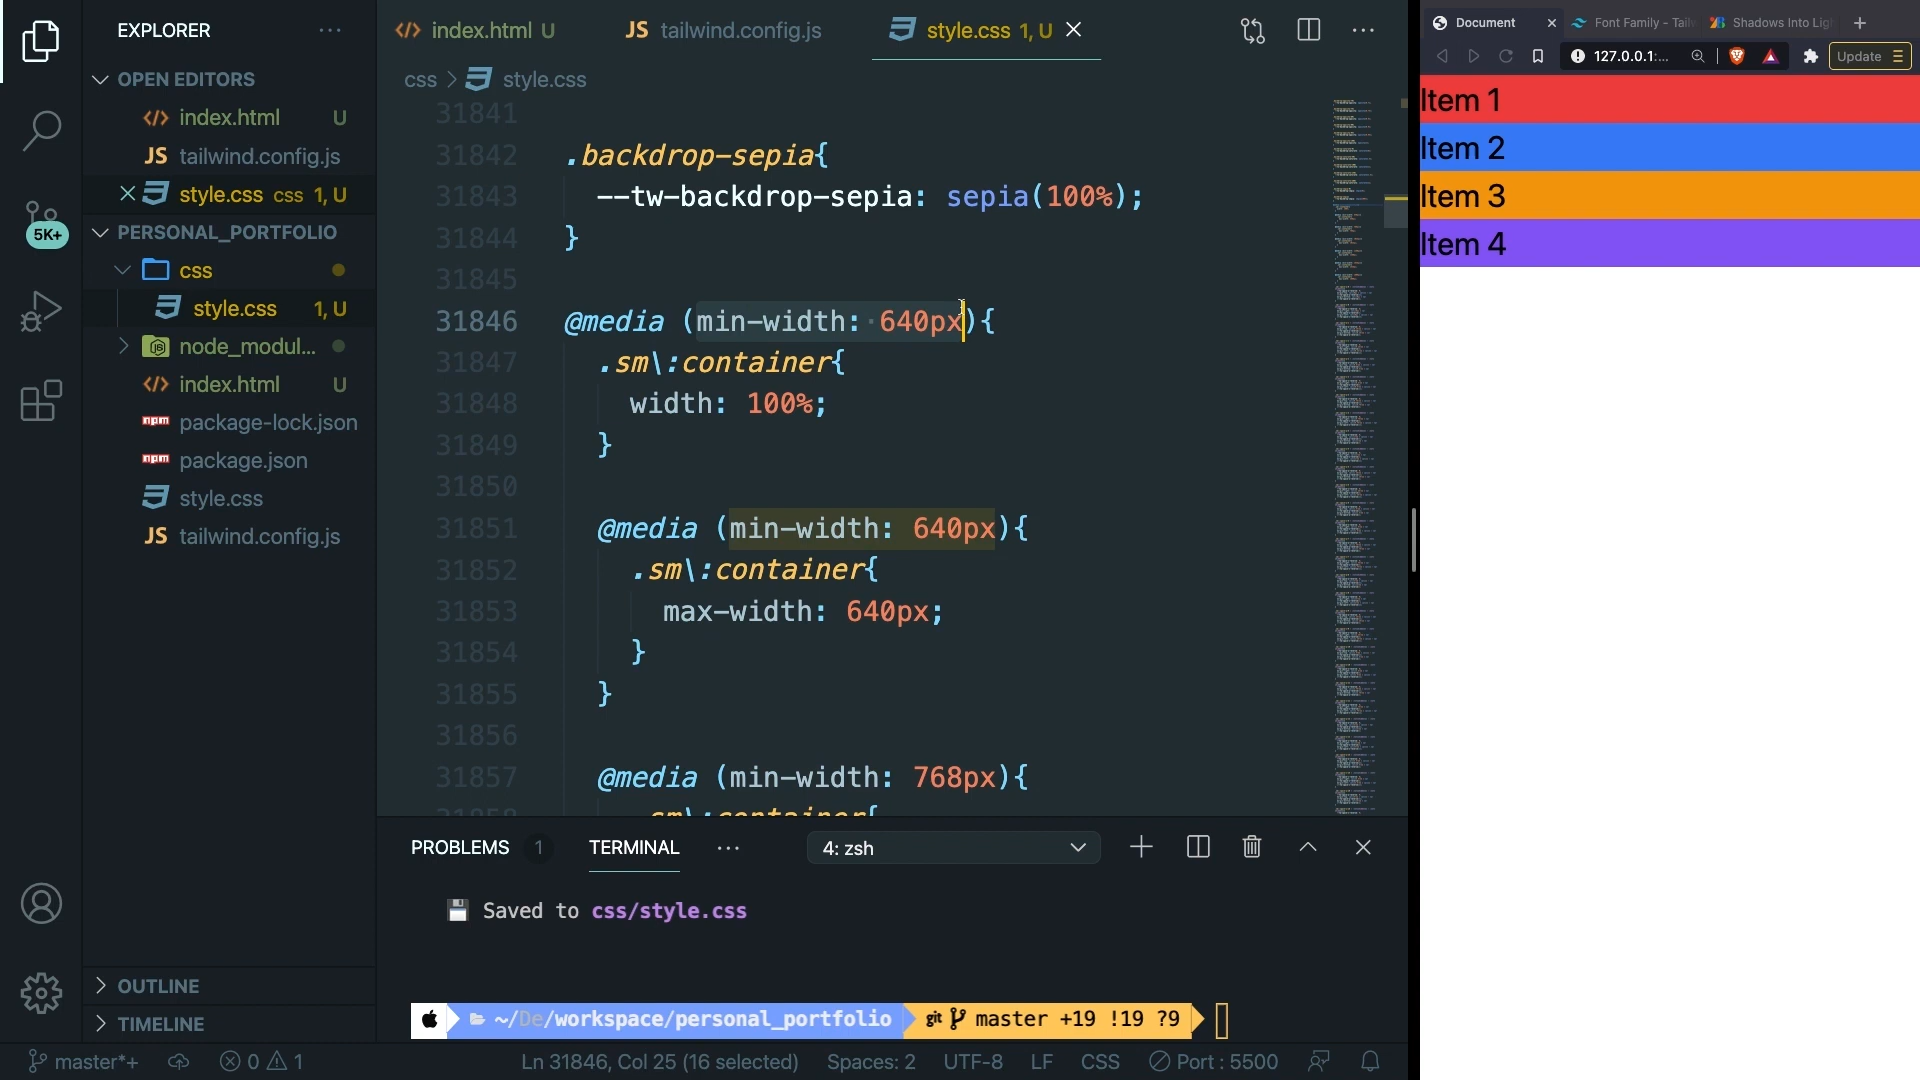 EXPLORER
OPEN EDITORS
index.html U
JS tailwind.config.js
style.css css 1, U
PERSONAL_PORTFOLIO
css
style.css 1, U
node_modul...
index.html U
package-lock.json
package.json
style.css
JS tailwind.config.js
OUTLINE
TIMELINE
5K+
index.html U
JS tailwind.config.js
style.css 1, U
css > style.css
31841
31842 .backdrop-sepia{
31843 --tw-backdrop-sepia: sepia(100%);
31844 }
31845
31846 @media (min-width: 640px){
31847 .sm\:container{
31848 width: 100%;
31849 }
31850
31851 @media (min-width: 640px){
31852 .sm\:container{
31853 max-width: 640px;
31854 }
31855 }
31856
31857 @media (min-width: 768px){
31858 .sm\:container{
PROBLEMS 1 TERMINAL ··· 4: zsh
Saved to css/style.css
~/De/workspace/personal_portfolio git master +19 !19 ?9
master*+ 0 1 Ln 31846, Col 25 (16 selected) Spaces: 2 UTF-8 LF CSS Port : 5500
Document Font Family - Tailw Shadows Into Ligh
127.0.0.1:... Update
Item 1
Item 2
Item 3
Item 4